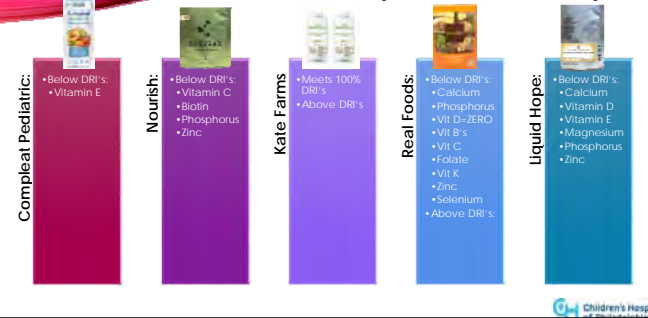 Compleat Pediatric:
•Below DRI's:
•Vitamin E
Nourish:
•Below DRI's:
•Vitamin C
•Biotin
•Phosphorus
•Zinc
Kate Farms
•Meets 100%
DRI's
•Above DRI's
Real Foods:
•Below DRI's:
•Calcium
•Phosphorus
•Vit D=ZERO
•Vit B's
•Vit C
•Folate
•Vit K
•Zinc
•Selenium
•Above DRI's:
Liquid Hope:
•Below DRI's:
•Calcium
•Vitamin D
•Vitamin E
•Magnesium
•Phosphorus
•Zinc
Children's